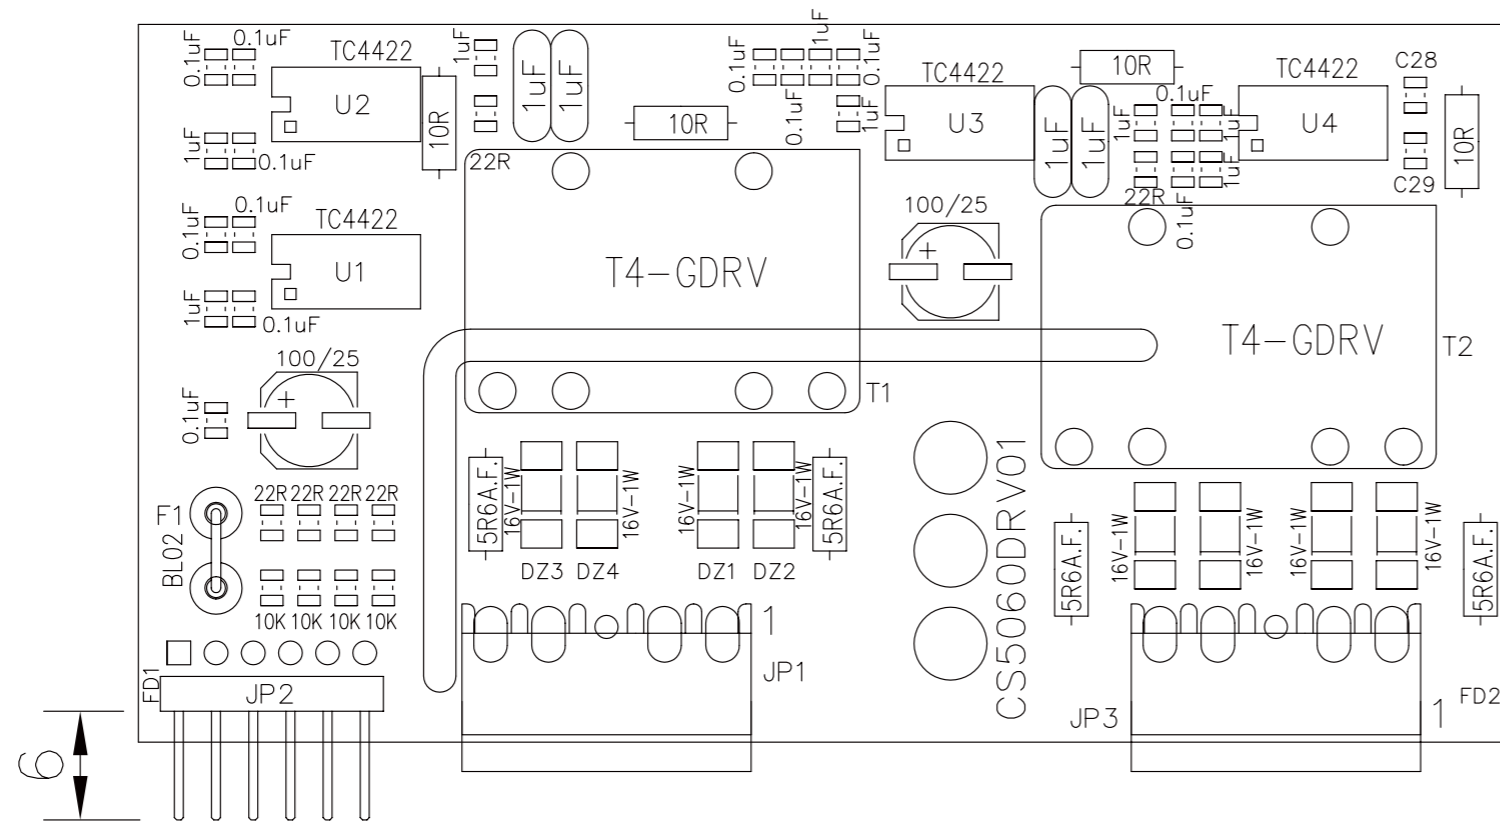 0.1uF
0.1uF
TC4422
U2
10R
1uF
0.1uF
1uF
22R
1uF
1uF
10R
0.1uF
0.1uF
1uF
0.1uF
1uF
TC4422
U3
1uF
1uF
10R
1uF
0.1uF
1uF
1uF
22R
0.1uF
TC4422
U4
C28
C29
10R
0.1uF
0.1uF
TC4422
U1
1uF
0.1uF
T4-GDRV
T1
100/25
+
T4-GDRV
T2
100/25
+
0.1uF
F1
BL02
22R 22R 22R 22R
10K 10K 10K 10K
5R6A.F.
16V-1W
16V-1W
16V-1W
16V-1W
5R6A.F.
DZ3 DZ4 DZ1 DZ2
CS5060DRV01
5R6A.F.
16V-1W
16V-1W
16V-1W
16V-1W
5R6A.F.
FD1
JP2
1
JP1
JP3
1
FD2
6